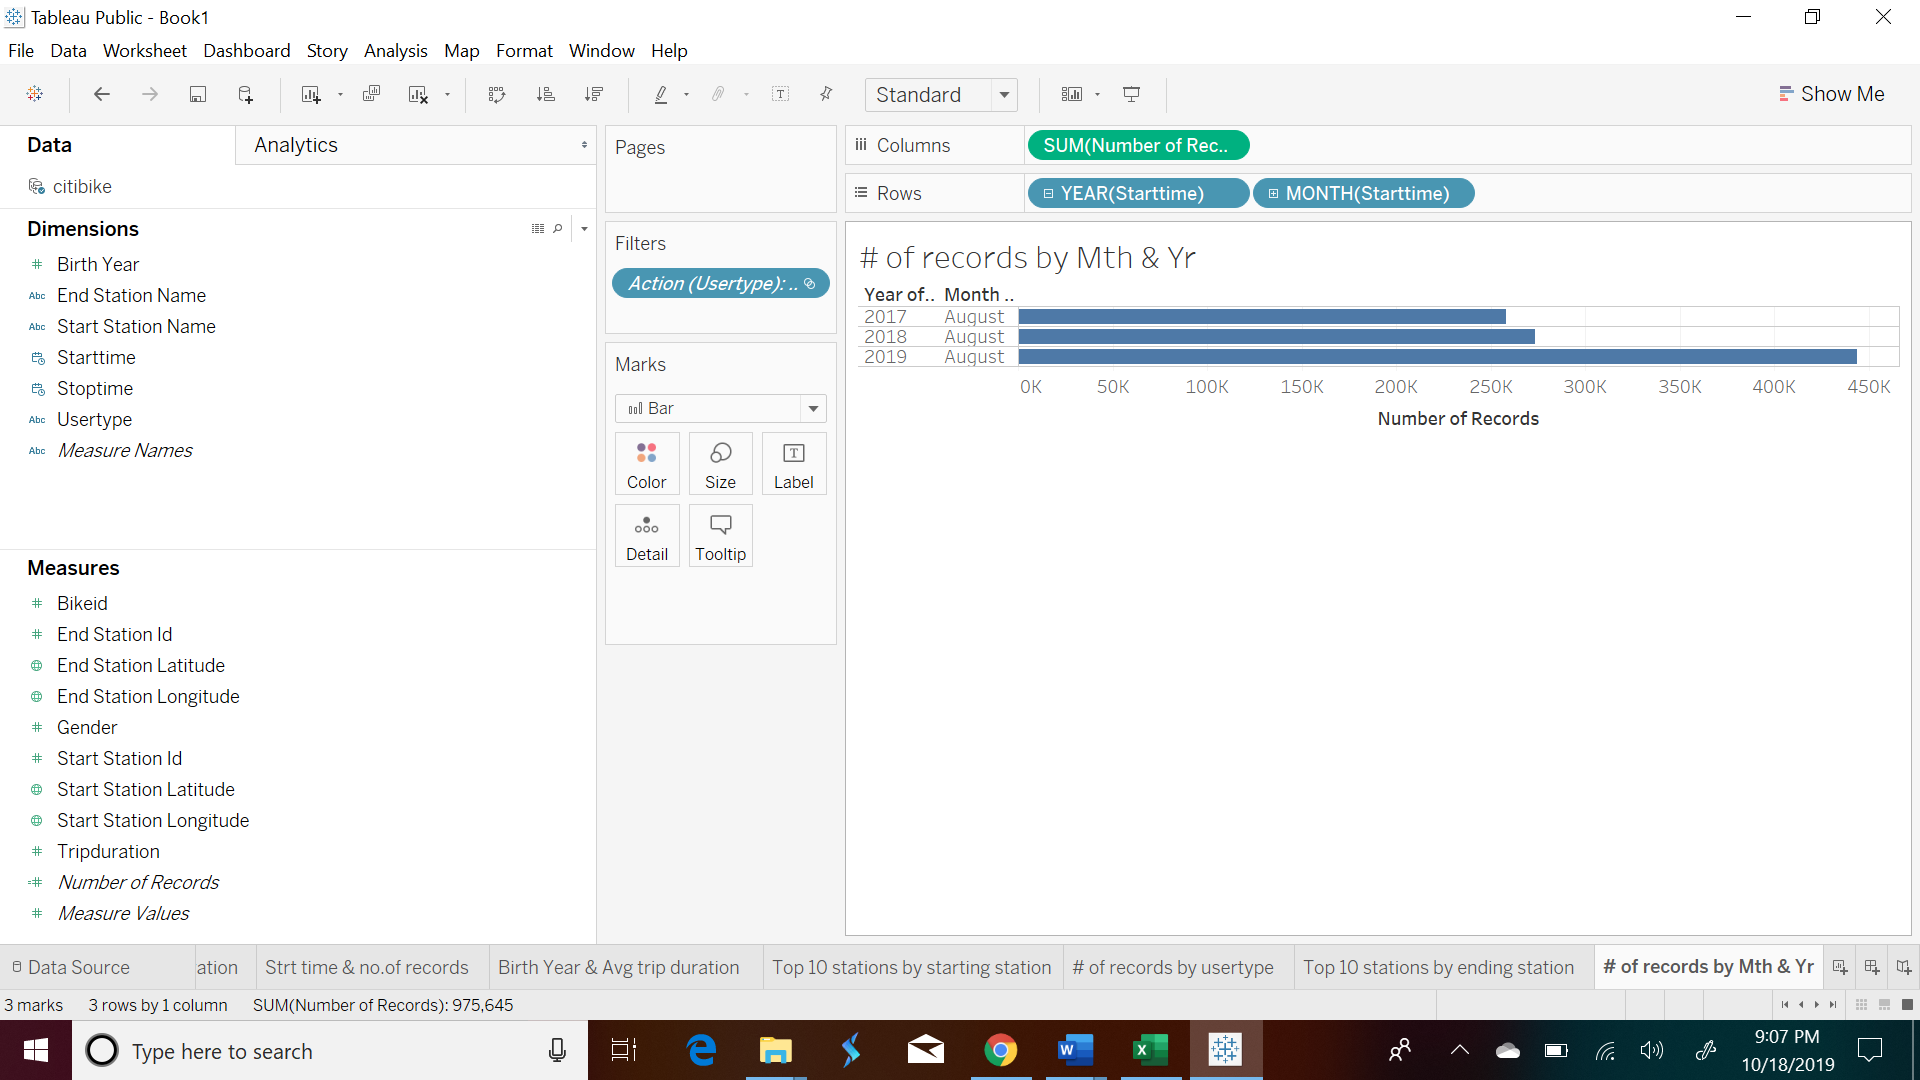 Tableau Public - Book1
File Data Worksheet Dashboard Story Analysis Map Format Window Help
Standard
Show Me
Data
Analytics
citibike
Dimensions
# Birth Year
Abc End Station Name
Abc Start Station Name
Starttime
Stoptime
Abc Usertype
Abc Measure Names
Measures
# Bikeid
# End Station Id
End Station Latitude
End Station Longitude
# Gender
# Start Station Id
Start Station Latitude
Start Station Longitude
# Tripduration
=# Number of Records
# Measure Values
Pages
Filters
Action (Usertype): ..
Marks
Bar
Color Size Label
Detail Tooltip
Columns SUM(Number of Rec..
Rows YEAR(Starttime) MONTH(Starttime)
# of records by Mth & Yr
Year of.. Month ..
2017 August
2018 August
2019 August
0K 50K 100K 150K 200K 250K 300K 350K 400K 450K
Number of Records
Data Source ation Strt time & no.of records Birth Year & Avg trip duration Top 10 stations by starting station # of records by usertype Top 10 stations by ending station # of records by Mth & Yr
3 marks 3 rows by 1 column SUM(Number of Records): 975,645
Type here to search
9:07 PM
10/18/2019